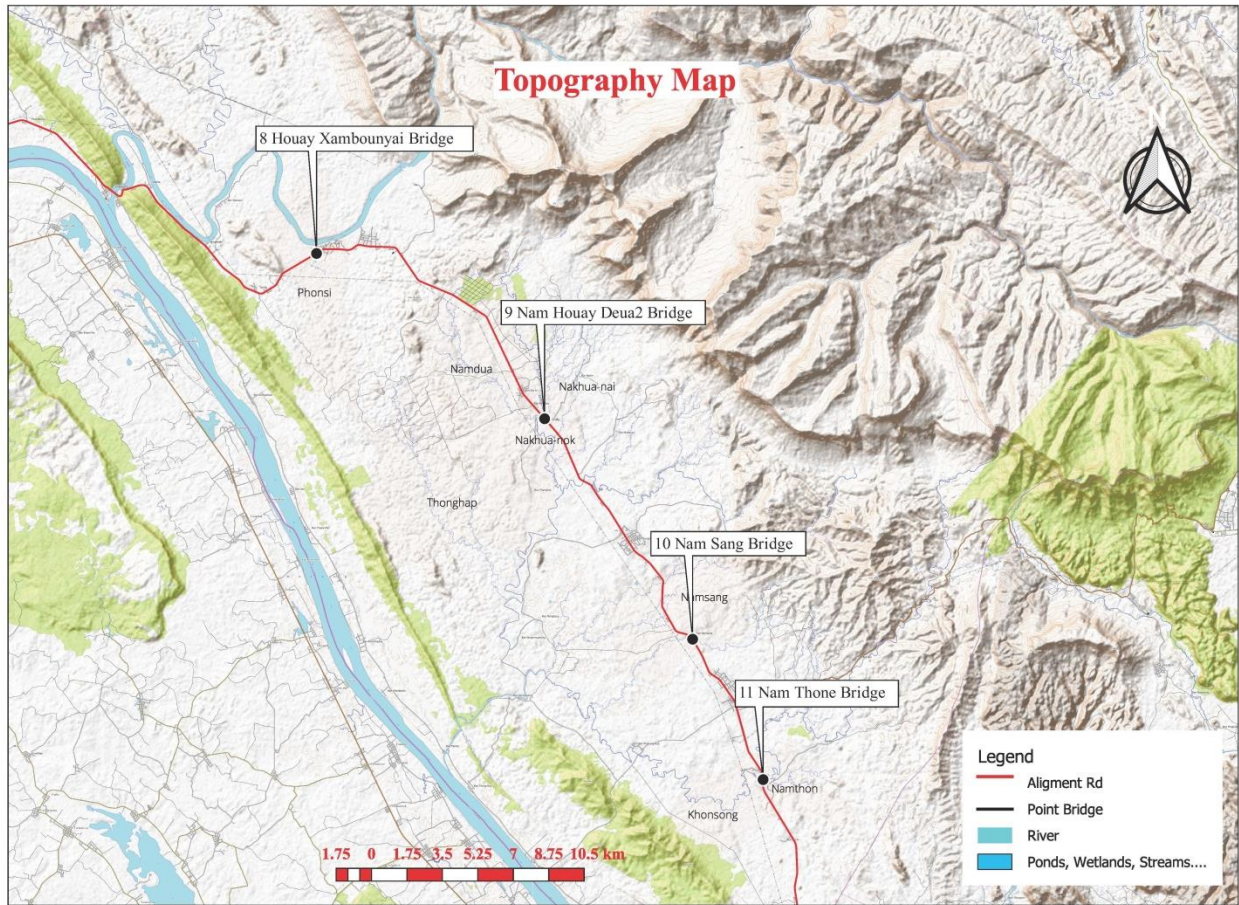 Topography Map
8 Houay Xambounyai Bridge
N
Phonsi
9 Nam Houay Deua2 Bridge
Namdua
Nakhua-nai
Nakhua-nok
Thonghap
10 Nam Sang Bridge
Namsang
11 Nam Thone Bridge
Namthon
Khonsong
1.75 0 1.75 3.5 5.25 7 8.75 10.5 km
Legend
Aligment Rd
Point Bridge
River
Ponds, Wetlands, Streams....